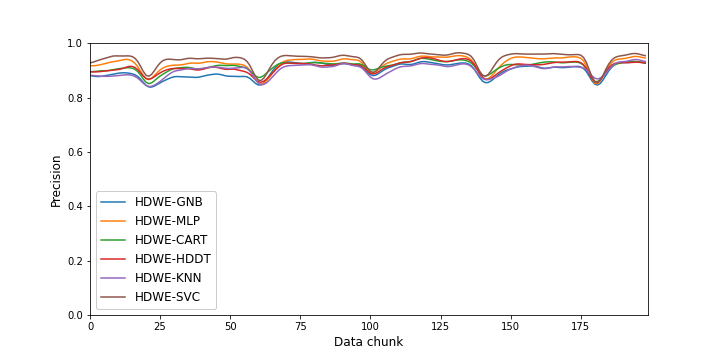 1.0
0.8
0.6
0.4
0.2
0.0
Precision
HDWE-GNB
HDWE-MLP
HDWE-CART
HDWE-HDDT
HDWE-KNN
HDWE-SVC
0 25 50 75 100 125 150 175
Data chunk